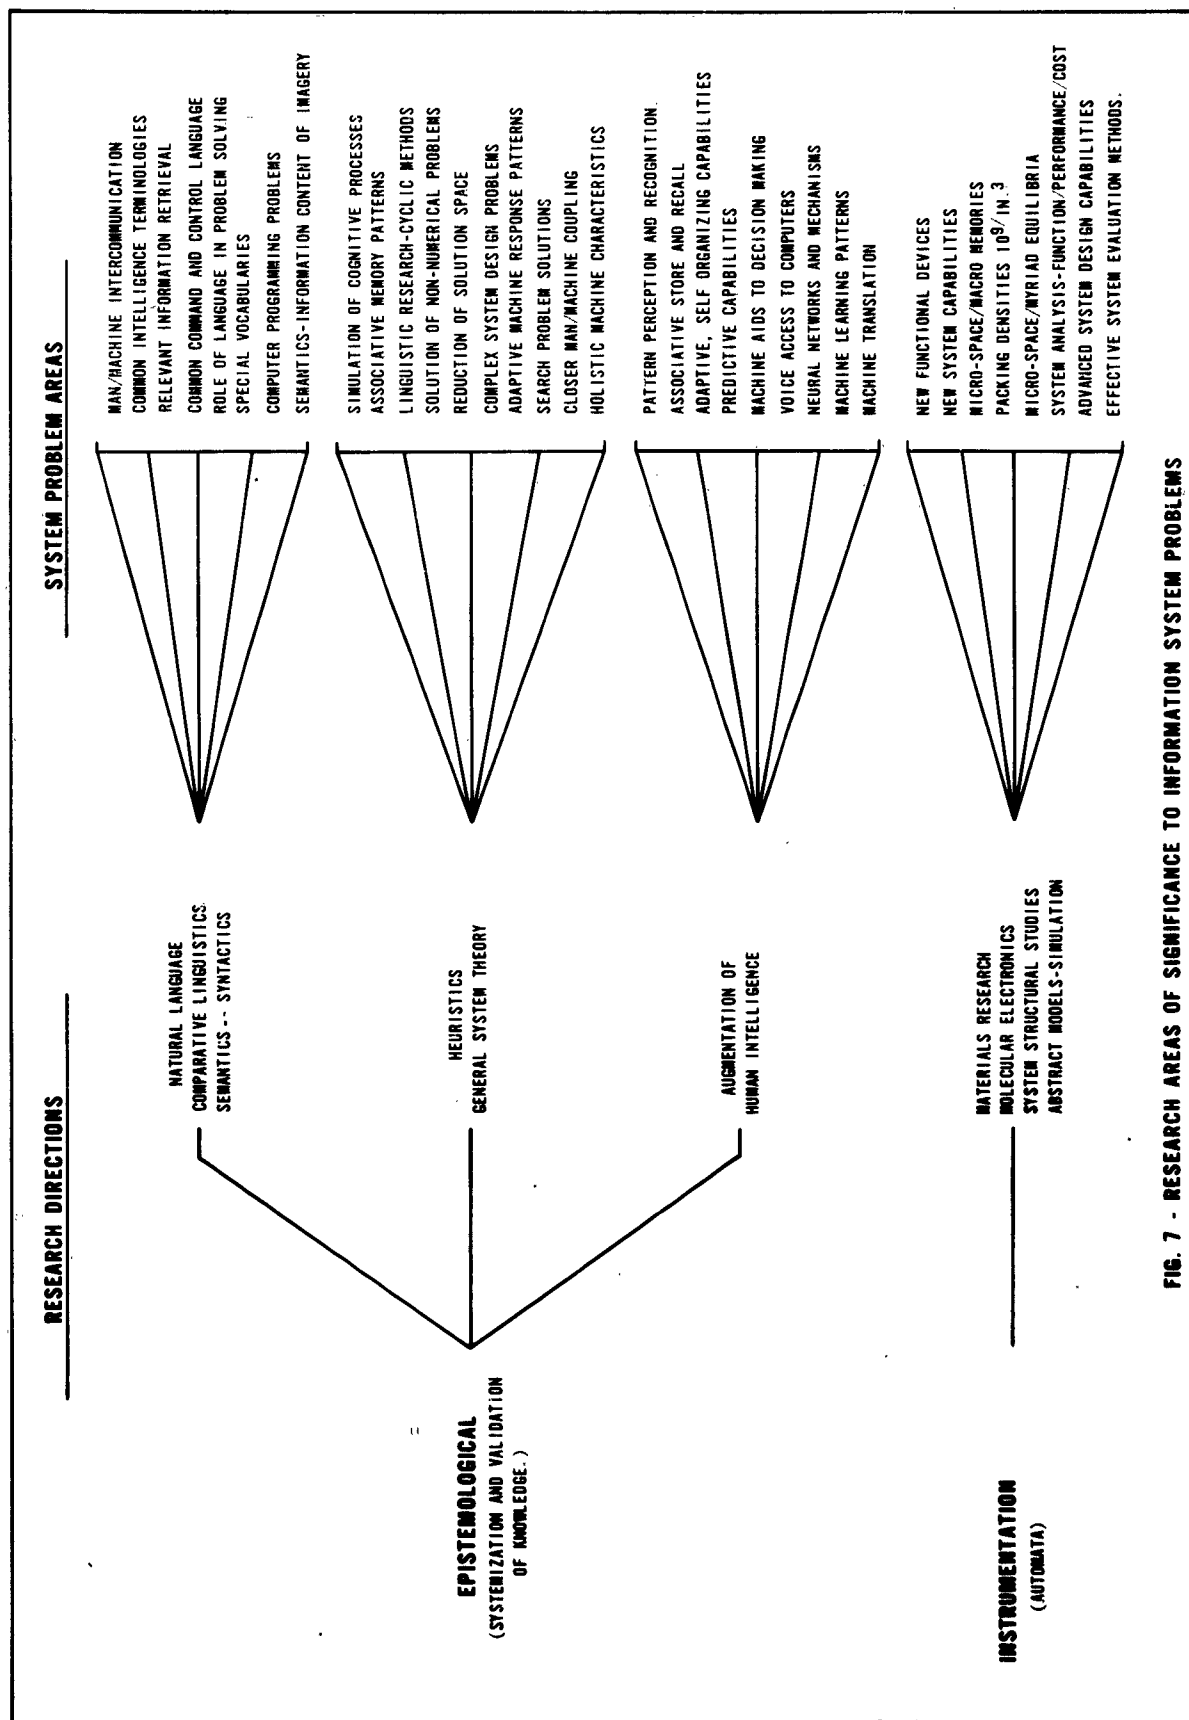 RESEARCH DIRECTIONS
SYSTEM PROBLEM AREAS
EPISTEMOLOGICAL
(SYSTEMIZATION AND VALIDATION
OF KNOWLEDGE.)
NATURAL LANGUAGE
COMPARATIVE LINGUISTICS
SEMANTICS -- SYNTACTICS
MAN/MACHINE INTERCOMMUNICATION
COMMON INTELLIGENCE TERMINOLOGIES
RELEVANT INFORMATION RETRIEVAL
COMMON COMMAND AND CONTROL LANGUAGE
ROLE OF LANGUAGE IN PROBLEM SOLVING
SPECIAL VOCABULARIES
COMPUTER PROGRAMMING PROBLEMS
SEMANTICS-INFORMATION CONTENT OF IMAGERY
HEURISTICS
GENERAL SYSTEM THEORY
SIMULATION OF COGNITIVE PROCESSES
ASSOCIATIVE MEMORY PATTERNS
LINGUISTIC RESEARCH-CYCLIC METHODS
SOLUTION OF NON-NUMERICAL PROBLEMS
REDUCTION OF SOLUTION SPACE
COMPLEX SYSTEM DESIGN PROBLEMS
ADAPTIVE MACHINE RESPONSE PATTERNS
SEARCH PROBLEM SOLUTIONS
CLOSER MAN/MACHINE COUPLING
HOLISTIC MACHINE CHARACTERISTICS
AUGMENTATION OF
HUMAN INTELLIGENCE
PATTERN PERCEPTION AND RECOGNITION.
ASSOCIATIVE STORE AND RECALL
ADAPTIVE, SELF ORGANIZING CAPABILITIES
PREDICTIVE CAPABILITIES
MACHINE AIDS TO DECISION MAKING
VOICE ACCESS TO COMPUTERS
NEURAL NETWORKS AND MECHANISMS
MACHINE LEARNING PATTERNS
MACHINE TRANSLATION
INSTRUMENTATION
(AUTOMATA)
MATERIALS RESEARCH
MOLECULAR ELECTRONICS
SYSTEM STRUCTURAL STUDIES
ABSTRACT MODELS-SIMULATION
NEW FUNCTIONAL DEVICES
NEW SYSTEM CAPABILITIES
MICRO-SPACE/MACRO MEMORIES
PACKING DENSITIES 10⁹/IN.³
MICRO-SPACE/MYRIAD EQUILIBRIA
SYSTEM ANALYSIS-FUNCTION/PERFORMANCE/COST
ADVANCED SYSTEM DESIGN CAPABILITIES
EFFECTIVE SYSTEM EVALUATION METHODS.
FIG. 7 - RESEARCH AREAS OF SIGNIFICANCE TO INFORMATION SYSTEM PROBLEMS